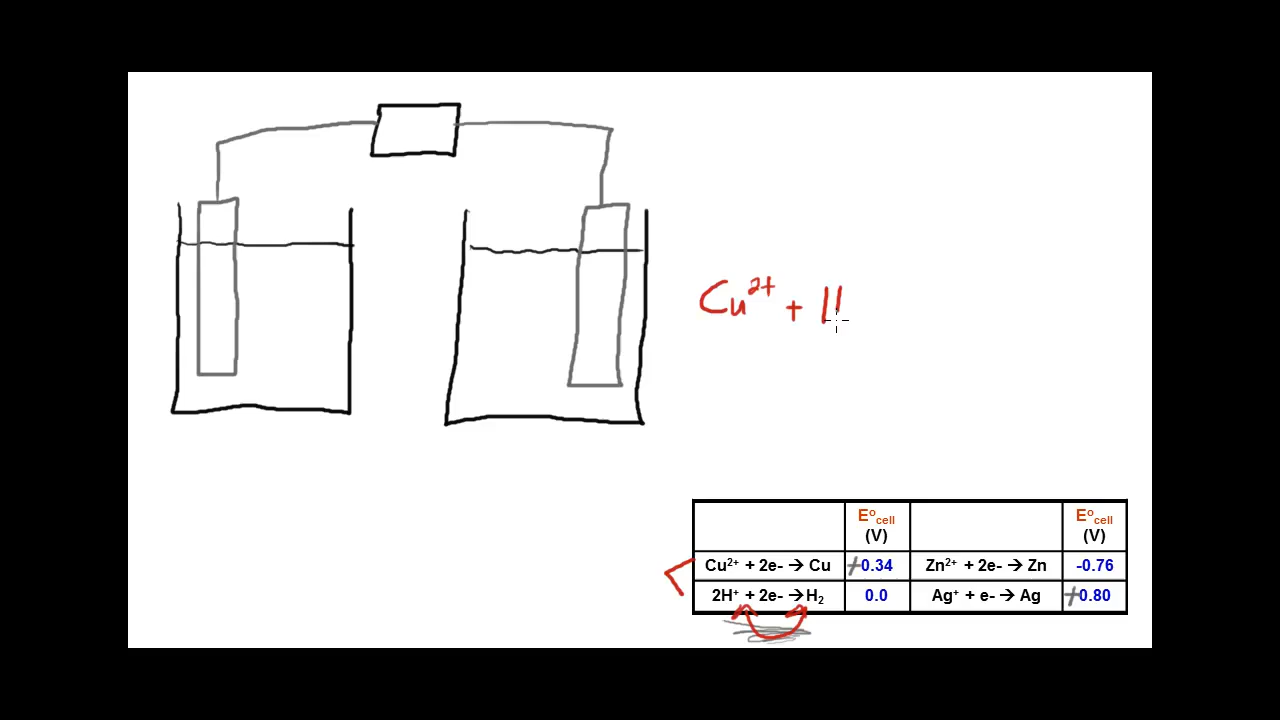 Cu²⁺ + H
E°cell (V) E°cell (V)
Cu²⁺ + 2e- → Cu +0.34 Zn²⁺ + 2e- → Zn -0.76
2H⁺ + 2e- → H₂ 0.0 Ag⁺ + e- → Ag +0.80